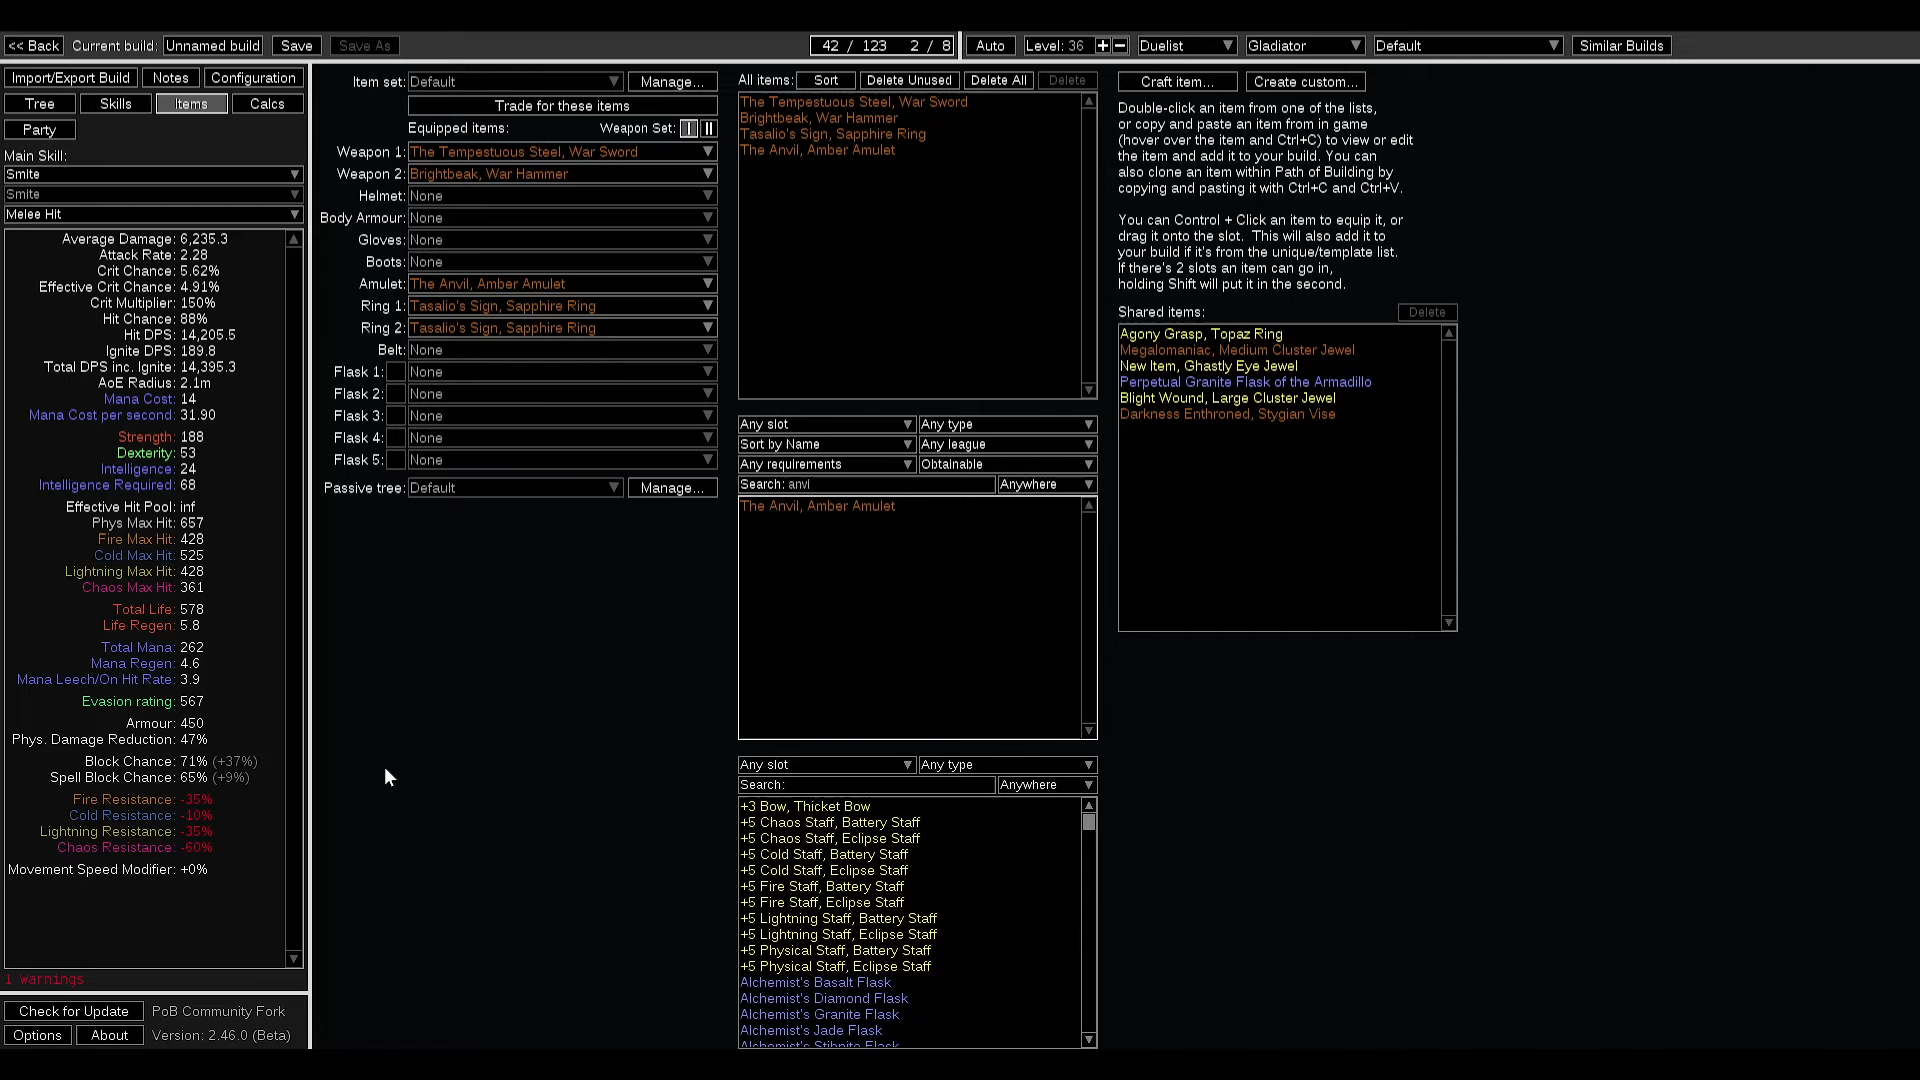 << Back Current build: Unnamed build Save Save As 42 / 123 2 / 8 Auto Level: 36 + − Duelist Gladiator Default Similar Builds
Import/Export Build Notes Configuration
Tree Skills Items Calcs
Party
Main Skill:
Smite
Smite
Melee Hit
Average Damage: 6,235.3
Attack Rate: 2.28
Crit Chance: 5.62%
Effective Crit Chance: 4.91%
Crit Multiplier: 150%
Hit Chance: 88%
Hit DPS: 14,205.5
Ignite DPS: 189.8
Total DPS inc. Ignite: 14,395.3
AoE Radius: 2.1m
Mana Cost: 14
Mana Cost per second: 31.90
Strength: 188
Dexterity: 53
Intelligence: 24
Intelligence Required: 68
Effective Hit Pool: inf
Phys Max Hit: 657
Fire Max Hit: 428
Cold Max Hit: 525
Lightning Max Hit: 428
Chaos Max Hit: 361
Total Life: 578
Life Regen: 5.8
Total Mana: 262
Mana Regen: 4.6
Mana Leech/On Hit Rate: 3.9
Evasion rating: 567
Armour: 450
Phys. Damage Reduction: 47%
Block Chance: 71% (+37%)
Spell Block Chance: 65% (+9%)
Fire Resistance: -35%
Cold Resistance: -10%
Lightning Resistance: -35%
Chaos Resistance: -60%
Movement Speed Modifier: +0%
1 Warnings
Check for Update PoB Community Fork
Options About Version: 2.46.0 (Beta)
Item set: Default Manage...
Trade for these items
Equipped items: Weapon Set: I II
Weapon 1: The Tempestuous Steel, War Sword
Weapon 2: Brightbeak, War Hammer
Helmet: None
Body Armour: None
Gloves: None
Boots: None
Amulet: The Anvil, Amber Amulet
Ring 1: Tasalio's Sign, Sapphire Ring
Ring 2: Tasalio's Sign, Sapphire Ring
Belt: None
Flask 1: None
Flask 2: None
Flask 3: None
Flask 4: None
Flask 5: None
Passive tree: Default Manage...
All items: Sort Delete Unused Delete All Delete
The Tempestuous Steel, War Sword
Brightbeak, War Hammer
Tasalio's Sign, Sapphire Ring
The Anvil, Amber Amulet
Any slot Any type
Sort by Name Any league
Any requirements Obtainable
Search: anvi Anywhere
The Anvil, Amber Amulet
Any slot Any type
Search: Anywhere
+3 Bow, Thicket Bow
+5 Chaos Staff, Battery Staff
+5 Chaos Staff, Eclipse Staff
+5 Cold Staff, Battery Staff
+5 Cold Staff, Eclipse Staff
+5 Fire Staff, Battery Staff
+5 Fire Staff, Eclipse Staff
+5 Lightning Staff, Battery Staff
+5 Lightning Staff, Eclipse Staff
+5 Physical Staff, Battery Staff
+5 Physical Staff, Eclipse Staff
Alchemist's Basalt Flask
Alchemist's Diamond Flask
Alchemist's Granite Flask
Alchemist's Jade Flask
Alchemist's Stibnite Flask
Craft item... Create custom...
Double-click an item from one of the lists,
or copy and paste an item from in game
(hover over the item and Ctrl+C) to view or edit
the item and add it to your build. You can
also clone an item within Path of Building by
copying and pasting it with Ctrl+C and Ctrl+V.
You can Control + Click an item to equip it, or
drag it onto the slot. This will also add it to
your build if it's from the unique/template list.
If there's 2 slots an item can go in,
holding Shift will put it in the second.
Shared items: Delete
Agony Grasp, Topaz Ring
Megalomaniac, Medium Cluster Jewel
New Item, Ghastly Eye Jewel
Perpetual Granite Flask of the Armadillo
Blight Wound, Large Cluster Jewel
Darkness Enthroned, Stygian Vise